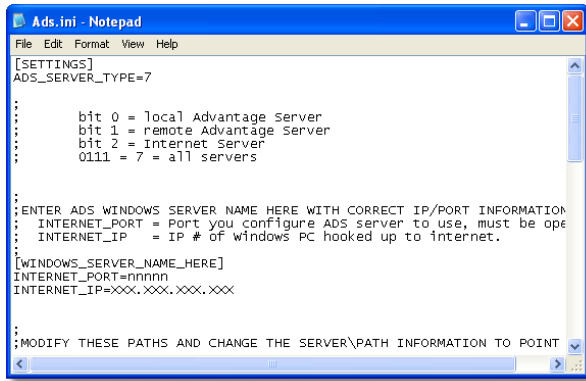 Ads.ini - Notepad
File Edit Format View Help
[SETTINGS]
ADS_SERVER_TYPE=7
;
;       bit 0 = local Advantage Server
;       bit 1 = remote Advantage Server
;       bit 2 = Internet Server
;       0111 = 7 = all servers
;
;ENTER ADS WINDOWS SERVER NAME HERE WITH CORRECT IP/PORT INFORMATION
;  INTERNET_PORT = Port you configure ADS server to use, must be ope
;  INTERNET_IP   = IP # of Windows PC hooked up to internet.
;
[WINDOWS_SERVER_NAME_HERE]
INTERNET_PORT=nnnnn
INTERNET_IP=XXX.XXX.XXX.XXX
;
;MODIFY THESE PATHS AND CHANGE THE SERVER\PATH INFORMATION TO POINT